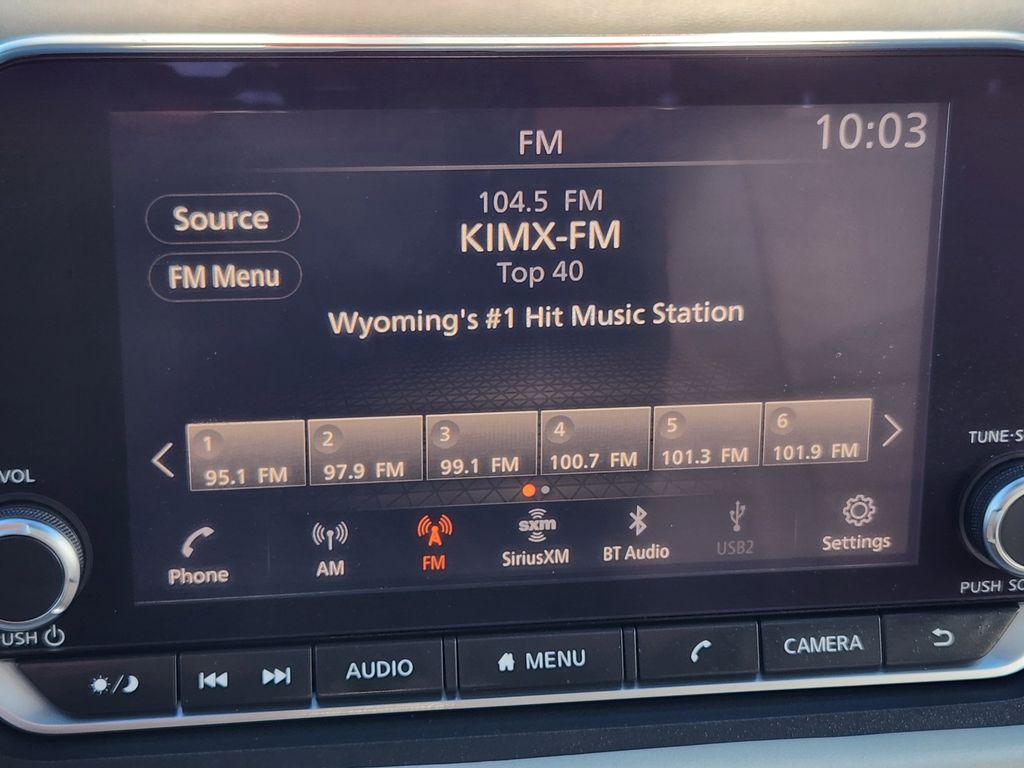 FM
10:03
Source
FM Menu
104.5 FM
KIMX-FM
Top 40
Wyoming's #1 Hit Music Station
1
95.1 FM
2
97.9 FM
3
99.1 FM
4
100.7 FM
5
101.3 FM
6
101.9 FM
Phone
AM
FM
sxm
SiriusXM
BT Audio
USB2
Settings
VOL
PUSH
TUNE·S
PUSH SC
AUDIO
MENU
CAMERA